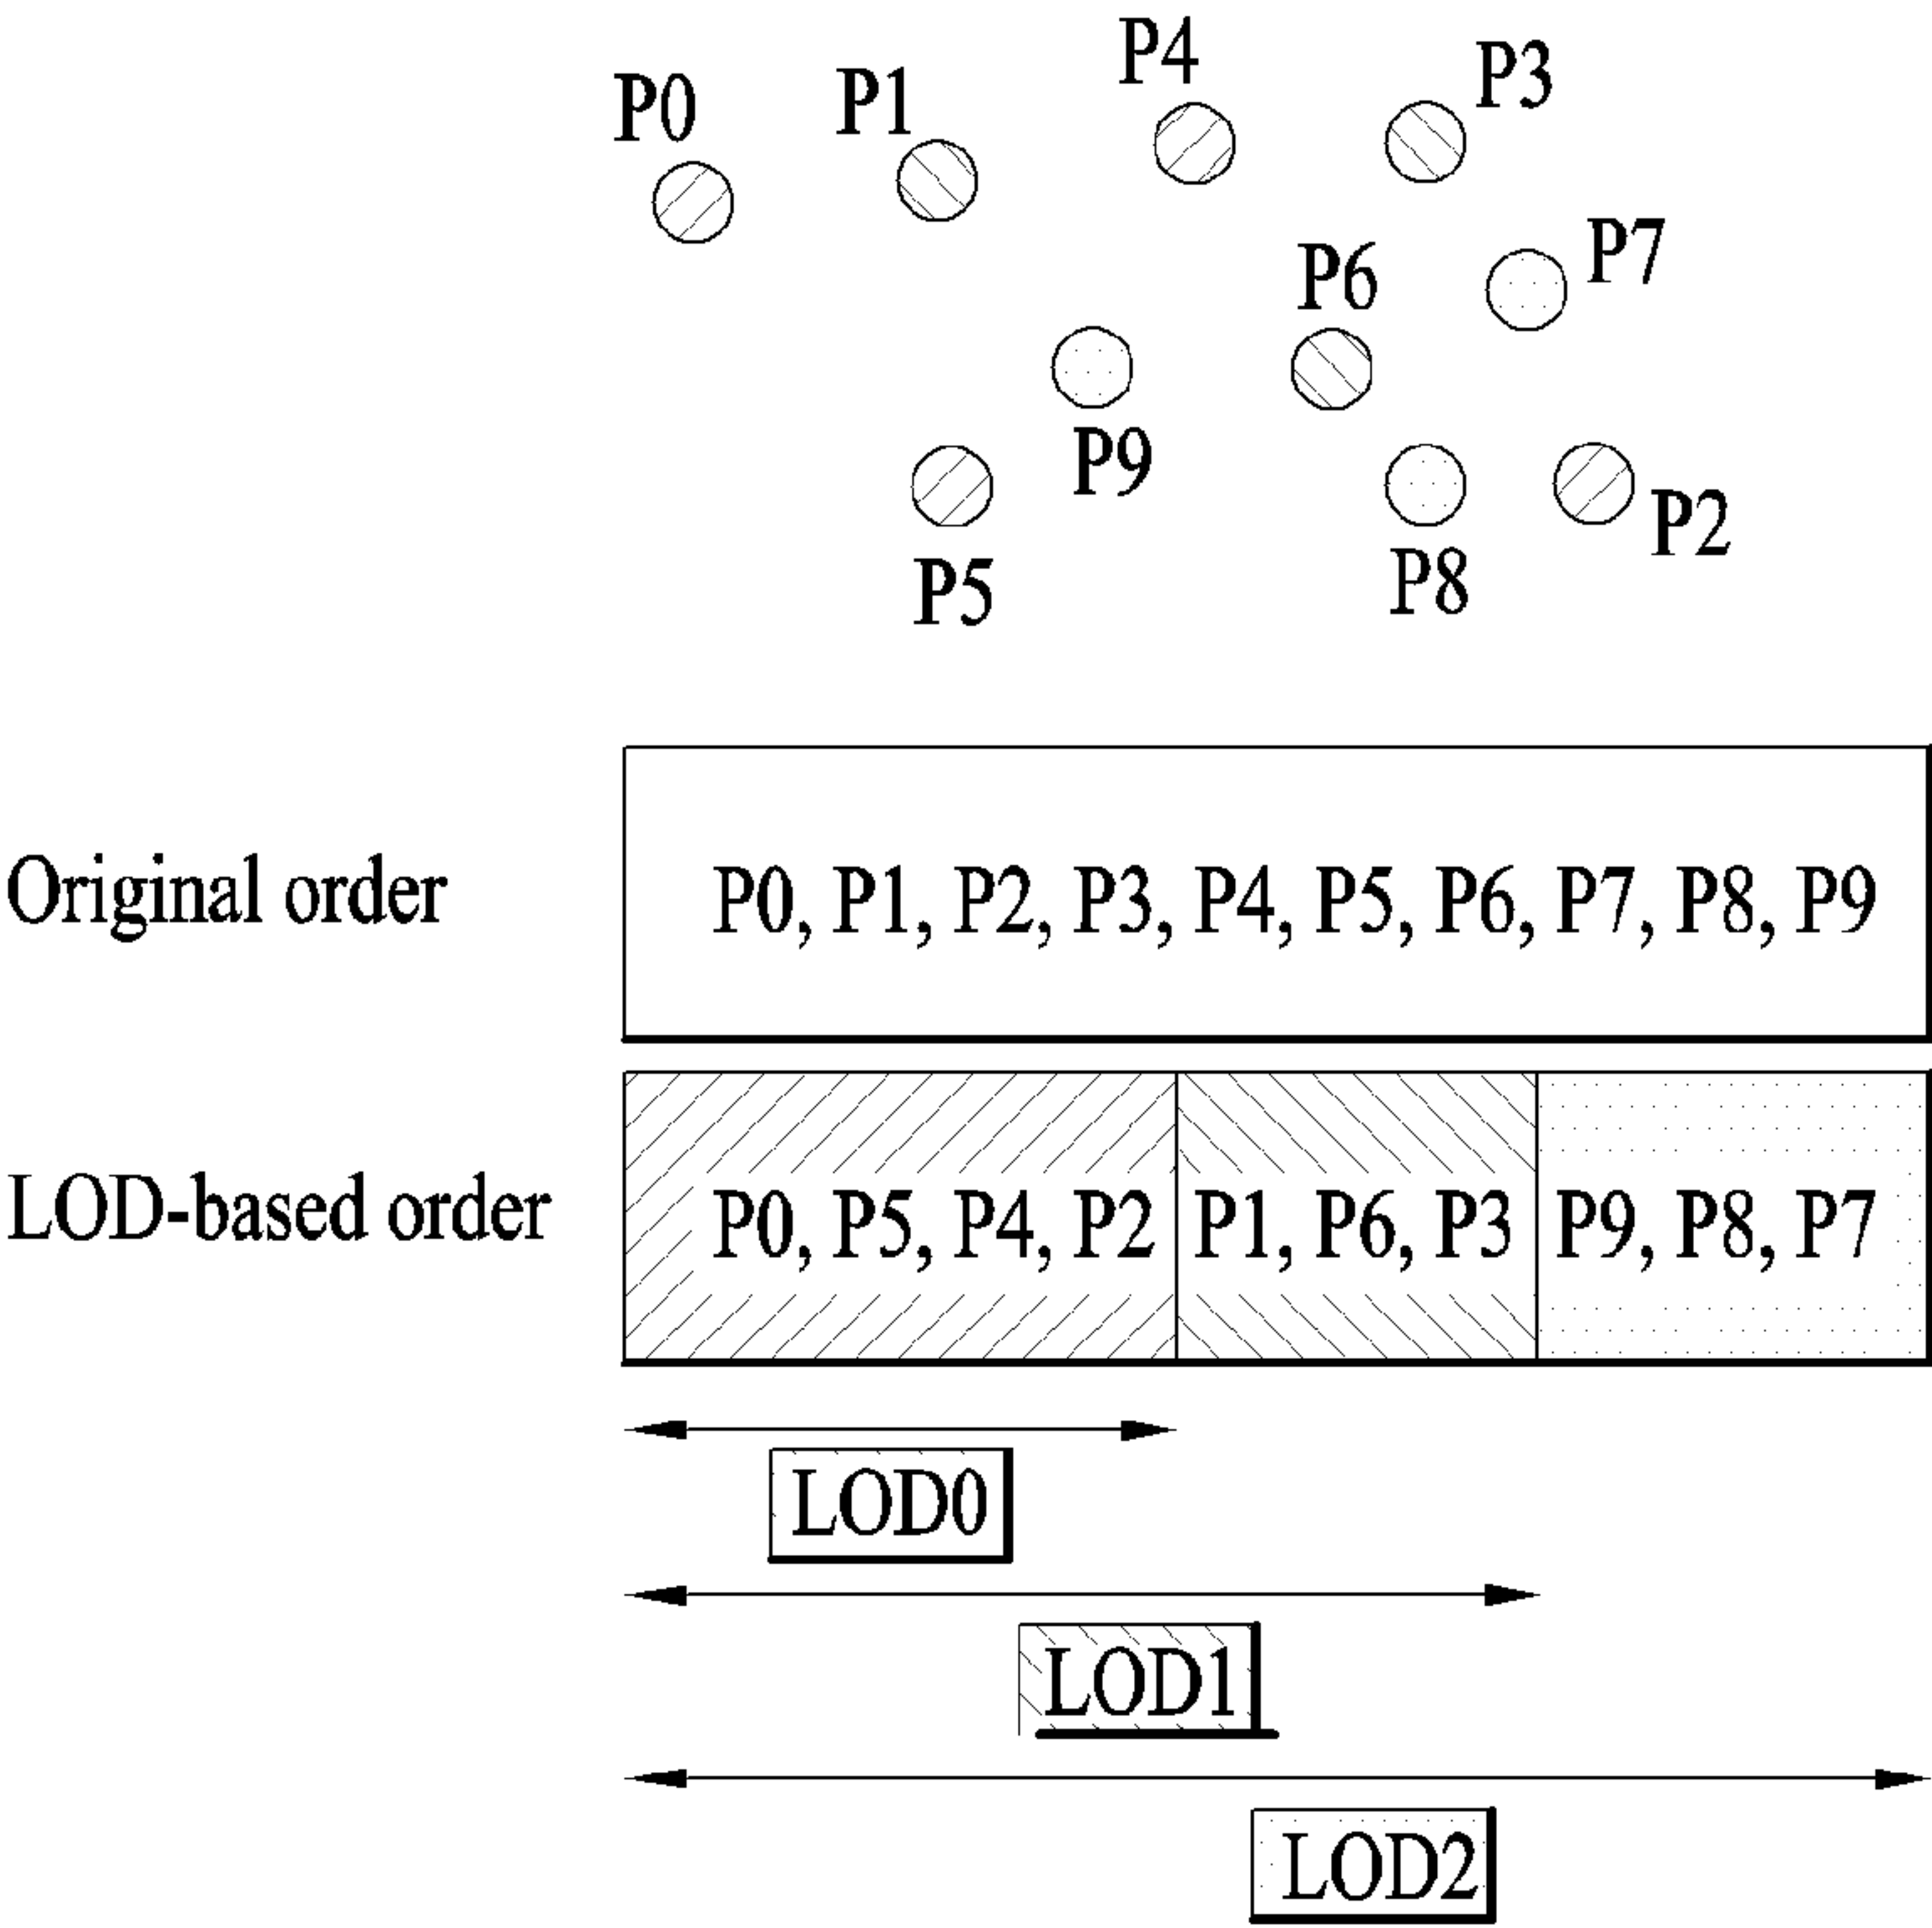 P4
P3
P0
P1
P7
P6
P9
P2
P8
P5
Original order
P0, P1, P2, P3, P4, P5, P6, P7, P8, P9
LOD-based order
P0, P5, P4, P2 P1, P6, P3 P9, P8, P7
LOD0
LOD1
LOD2